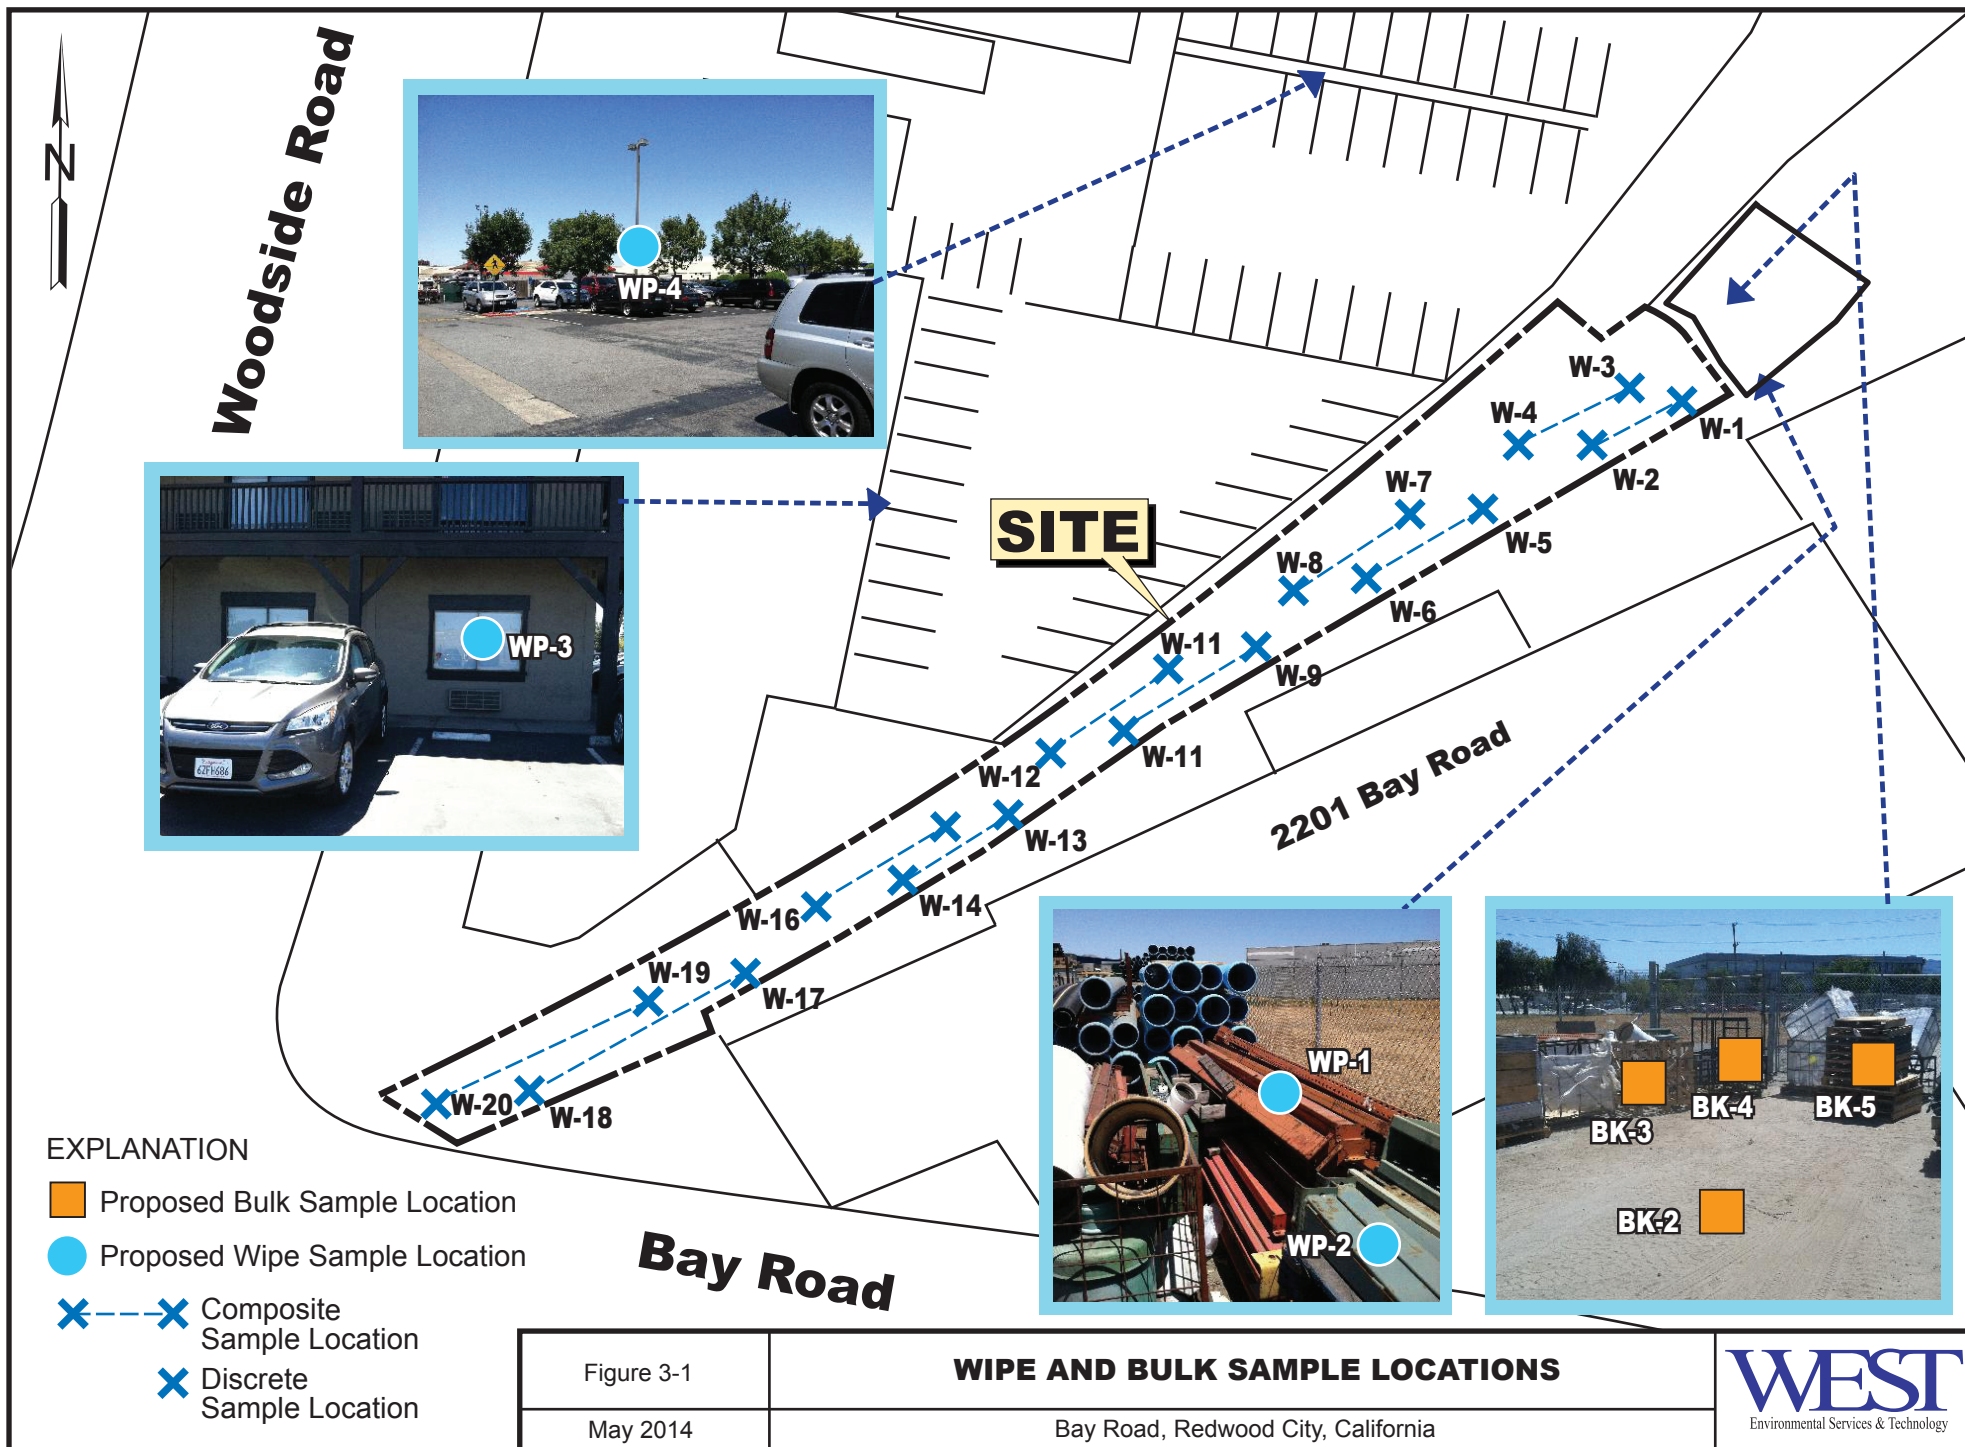 N
Woodside Road
WP-4
WP-3
6ZFH686
SITE
W-3
W-4
W-1
W-2
W-7
W-5
W-8
W-6
W-11
W-9
W-12
W-11
W-13
W-16
W-14
W-19
W-17
W-20
W-18
2201 Bay Road
Bay Road
WP-1
WP-2
BK-3
BK-4
BK-5
BK-2
EXPLANATION
Proposed Bulk Sample Location
Proposed Wipe Sample Location
Composite
Sample Location
Discrete
Sample Location
Figure 3-1
WIPE AND BULK SAMPLE LOCATIONS
May 2014
Bay Road, Redwood City, California
WEST
Environmental Services & Technology